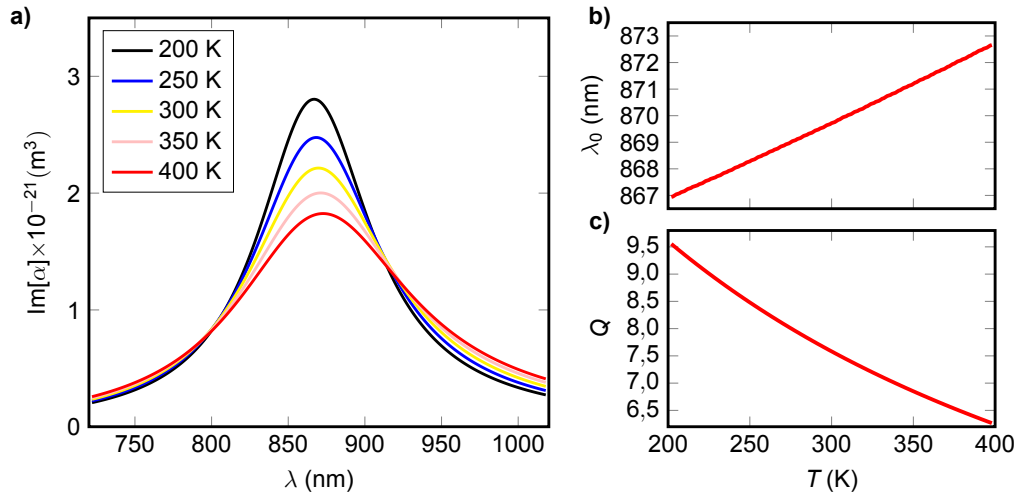 a)
Im[α]×10⁻²¹ (m³)
3
2
1
0
200 K
250 K
300 K
350 K
400 K
750 800 850 900 950 1000
λ (nm)
b)
λ₀ (nm)
873
872
871
870
869
868
867
c)
Q
9,5
9,0
8,5
8,0
7,5
7,0
6,5
200 250 300 350 400
T (K)